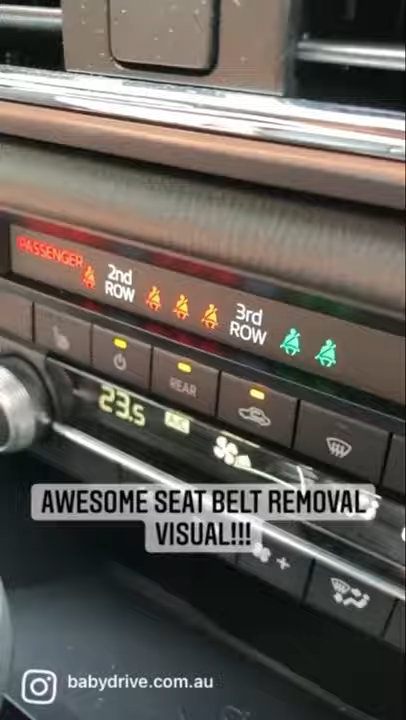 PASSENGER
2nd
ROW
3rd
ROW
REAR
23.5
A/C
AWESOME SEAT BELT REMOVAL
VISUAL!!!
babydrive.com.au